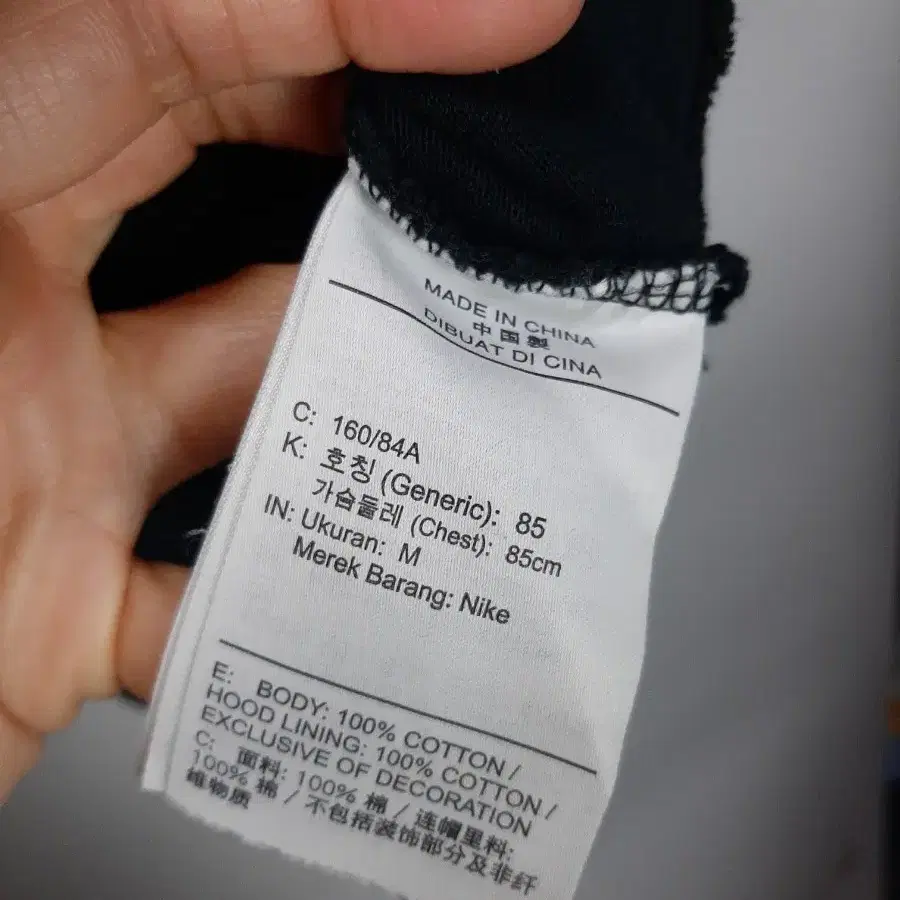 MADE IN CHINA
中国製
DIBUAT DI CINA
C: 160/84A
K: 호칭 (Generic): 85
가슴둘레 (Chest): 85cm
IN: Ukuran: M
Merek Barang: Nike
E: BODY: 100% COTTON /
HOOD LINING: 100% COTTON /
EXCLUSIVE OF DECORATION
C: 面料: 100% 棉 / 连帽里料:
100% 棉 / 不包括装饰部分及非纤
维物质